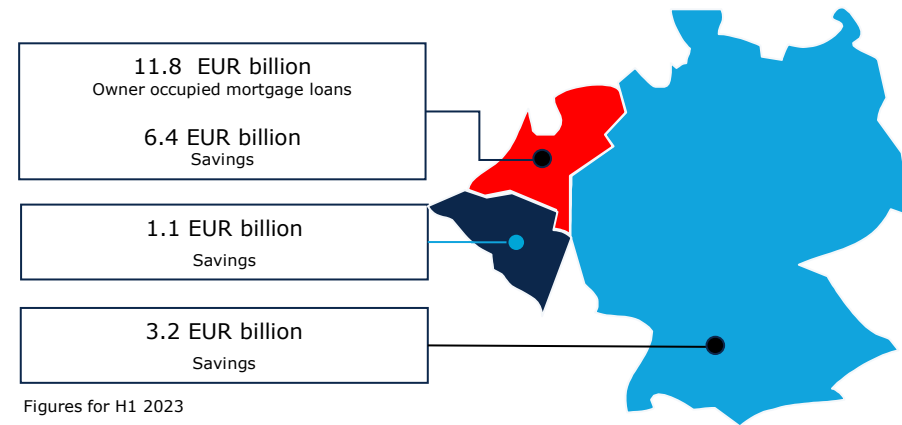 11.8 EUR billion
Owner occupied mortgage loans
6.4 EUR billion
Savings
1.1 EUR billion
Savings
3.2 EUR billion
Savings
Figures for H1 2023